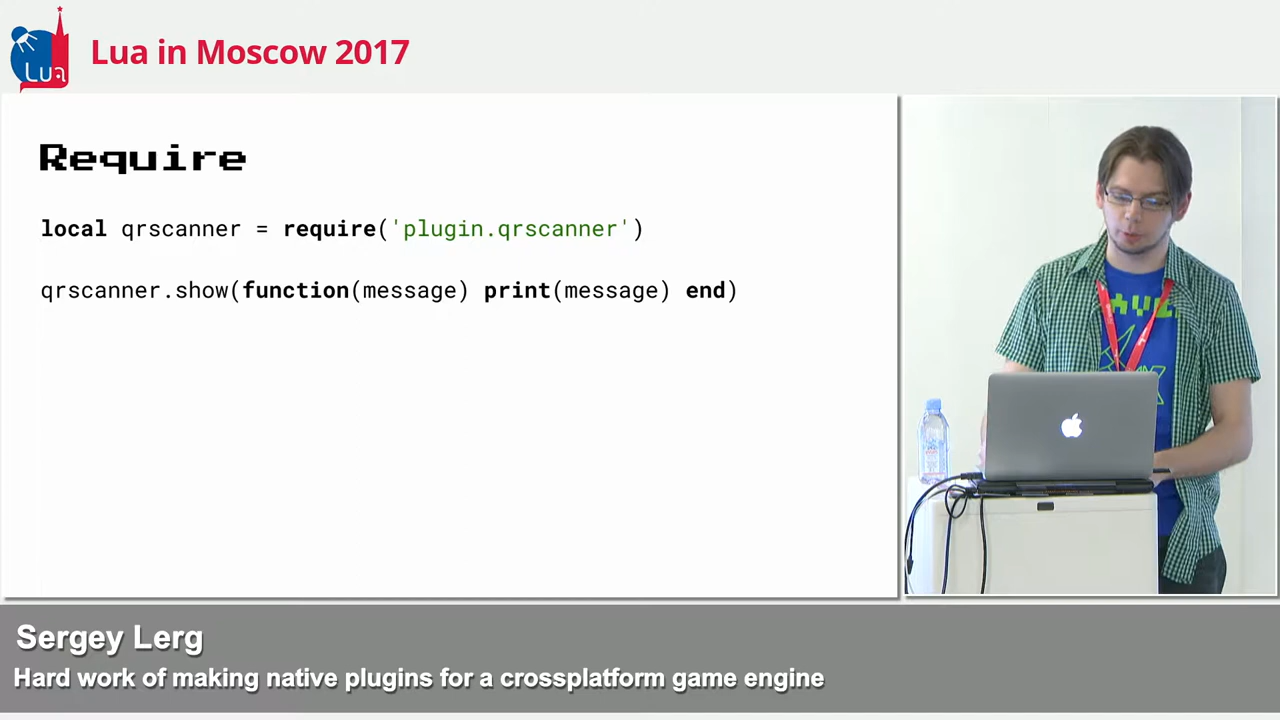 Lua
Lua in Moscow 2017
Require
local qrscanner = require('plugin.qrscanner')
qrscanner.show(function(message) print(message) end)
Sergey Lerg
Hard work of making native plugins for a crossplatform game engine